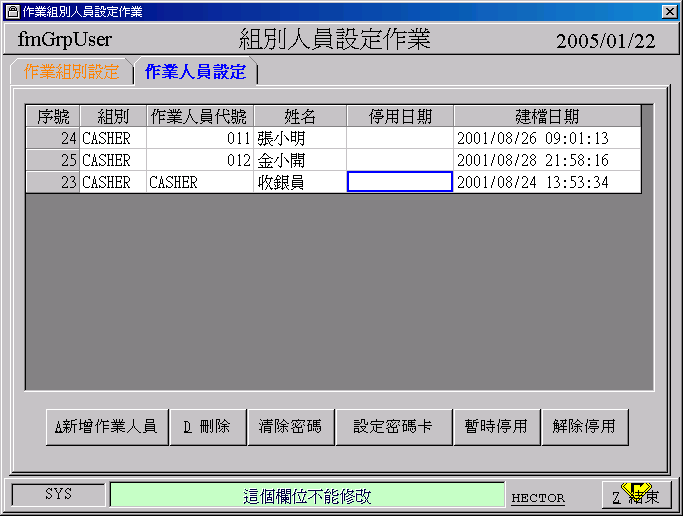 作業組別人員設定作業
fmGrpUser 組別人員設定作業 2005/01/22
作業組別設定 作業人員設定
序號 組別 作業人員代號 姓名 停用日期 建檔日期
24 CASHER 011 張小明 2001/08/26 09:01:13
25 CASHER 012 金小開 2001/08/28 21:58:16
23 CASHER CASHER 收銀員 2001/08/24 13:53:34
A新增作業人員 D 刪除 清除密碼 設定密碼卡 暫時停用 解除停用
SYS 這個欄位不能修改 HECTOR Z 結束